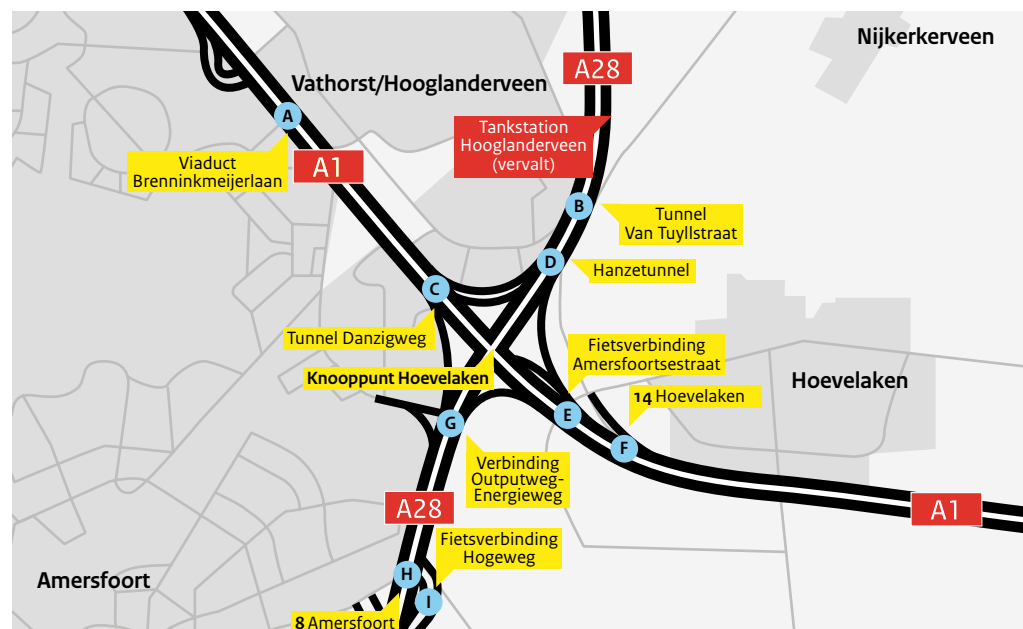 Nijkerkerveen
A28
Vathorst/Hooglanderveen
A
Tankstation
Hooglanderveen
(vervalt)
Viaduct
Brenninkmeijerlaan
A1
B
Tunnel
Van Tuyllstraat
D
Hanzetunnel
C
Tunnel Danzigweg
Fietsverbinding
Amersfoortsestraat
Knooppunt Hoevelaken
Hoevelaken
14 Hoevelaken
E
G
F
Verbinding
Outputweg-
Energieweg
A28
A1
Fietsverbinding
Hogeweg
H
Amersfoort
I
8 Amersfoort